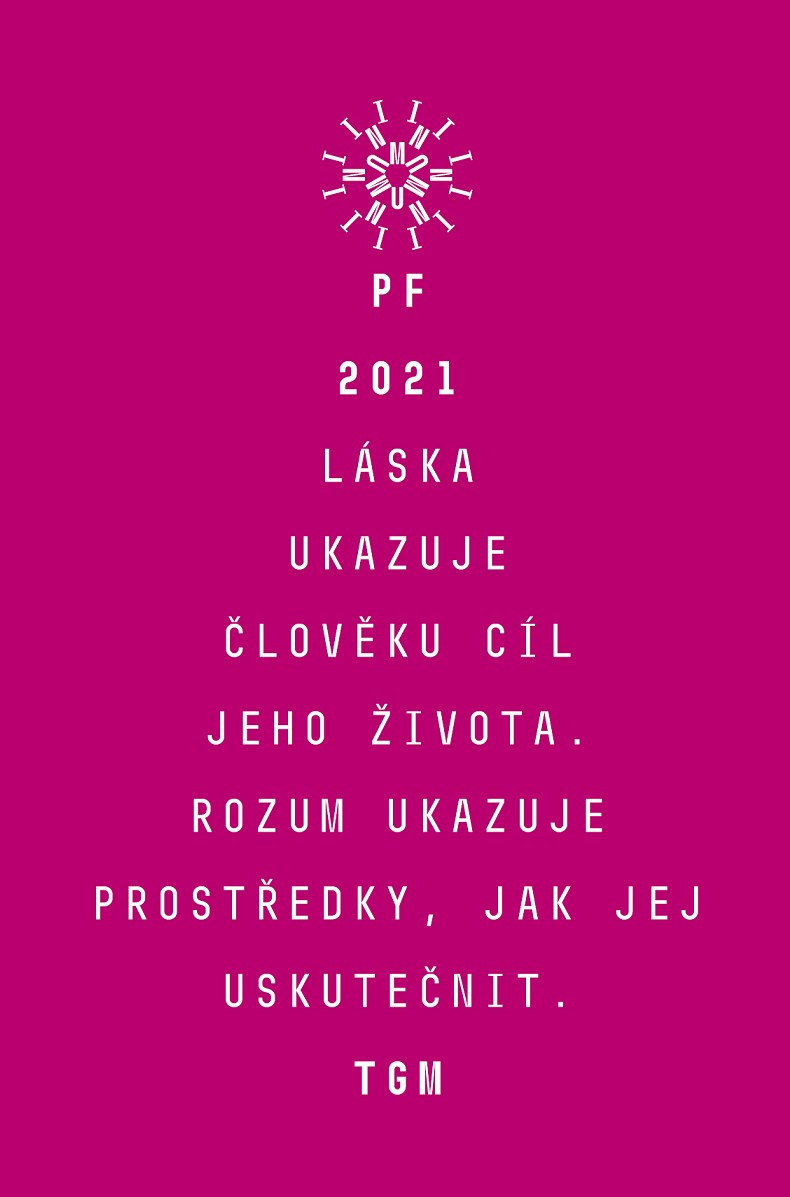 PF
2021
LÁSKA
UKAZUJE
ČLOVĚKU CÍL
JEHO ŽIVOTA.
ROZUM UKAZUJE
PROSTŘEDKY, JAK JEJ
USKUTEČNIT.
TGM